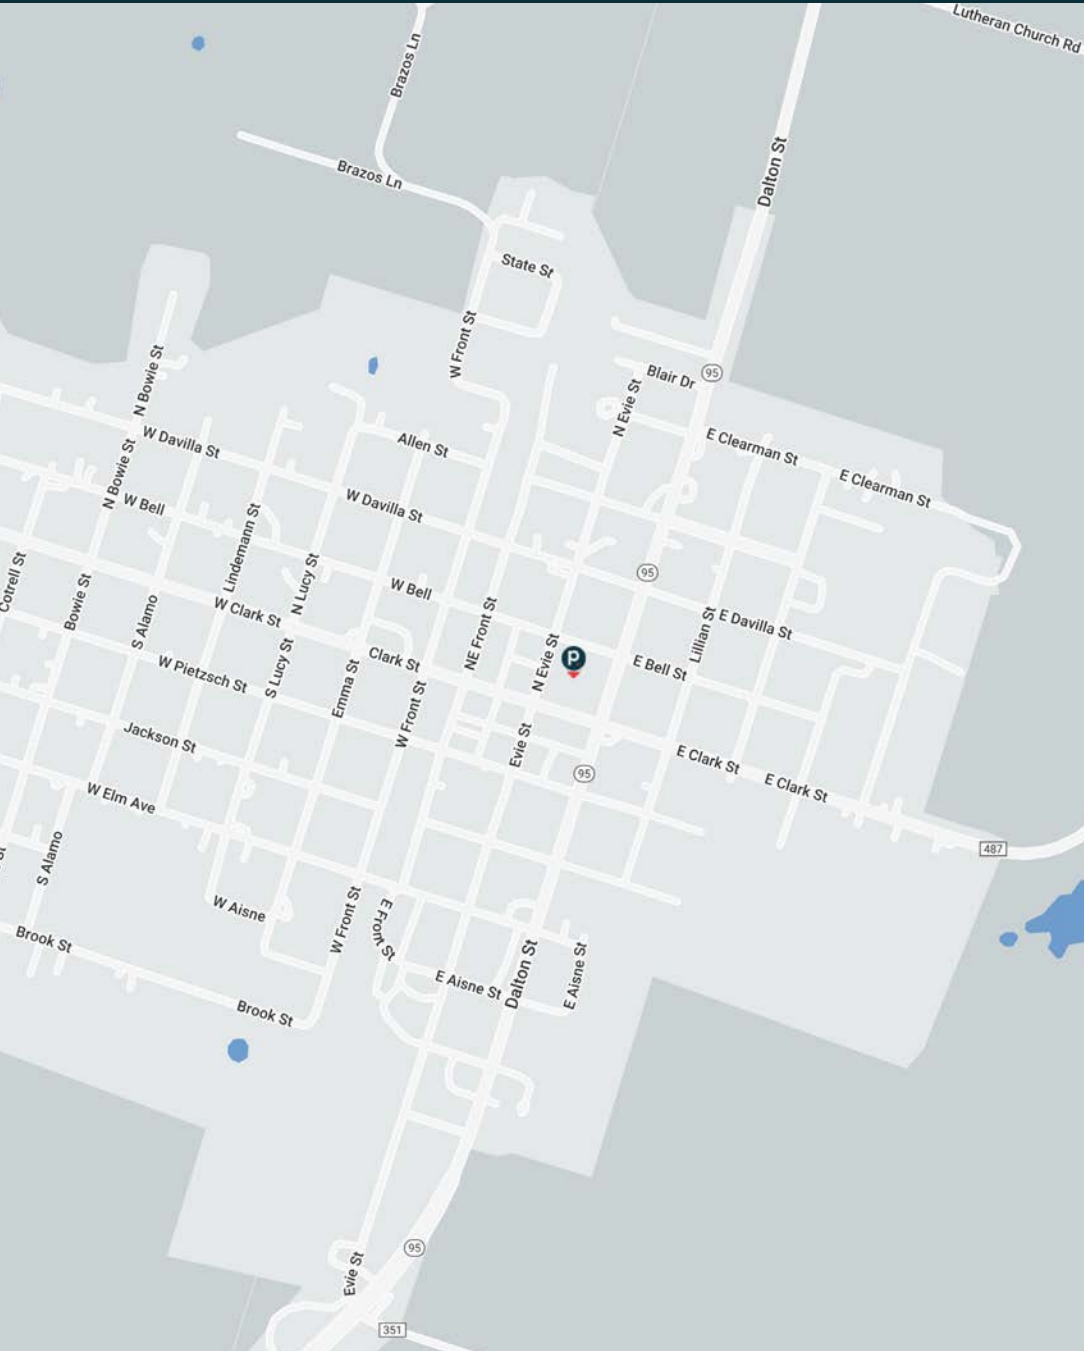 Lutheran Church Rd
Brazos Ln
Brazos Ln
Dalton St
State St
W Front St
N Bowie St
Blair Dr
95
N Evie St
W Davilla St
Allen St
E Clearman St
E Clearman St
N Bowie St
W Bell
W Davilla St
Lindemann St
Cotrell St
Bowie St
N Lucy St
W Bell
95
S Alamo
W Clark St
NE Front St
E Davilla St
Lillian St
P
N Evie St
E Bell St
W Pietzsch St
S Lucy St
Emma St
Clark St
W Front St
Jackson St
Evie St
E Clark St
95
E Clark St
W Elm Ave
S Alamo
St
487
W Aisne
W Front St
E Front St
Brook St
E Aisne St
Dalton St
E Aisne St
Brook St
Evie St
95
351